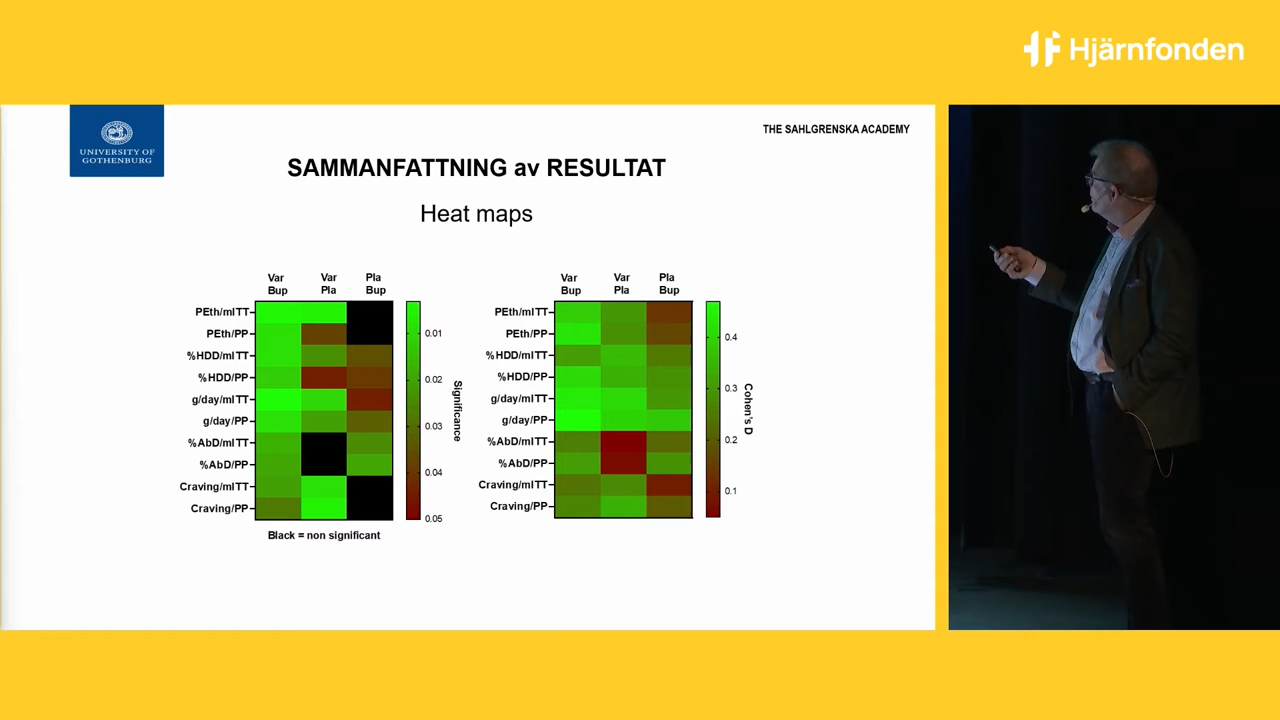 Hjärnfonden
UNIVERSITY OF
GOTHENBURG
THE SAHLGRENSKA ACADEMY
SAMMANFATTNING av RESULTAT
Heat maps
Var Var Pla
Bup Pla Bup
PEth/mITT
PEth/PP
%HDD/mITT
%HDD/PP
g/day/mITT
g/day/PP
%AbD/mITT
%AbD/PP
Craving/mITT
Craving/PP
0.01
0.02
0.03
0.04
0.05
Significance
Black = non significant
Var Var Pla
Bup Pla Bup
PEth/mITT
PEth/PP
%HDD/mITT
%HDD/PP
g/day/mITT
g/day/PP
%AbD/mITT
%AbD/PP
Craving/mITT
Craving/PP
0.4
0.3
0.2
0.1
Cohen's D